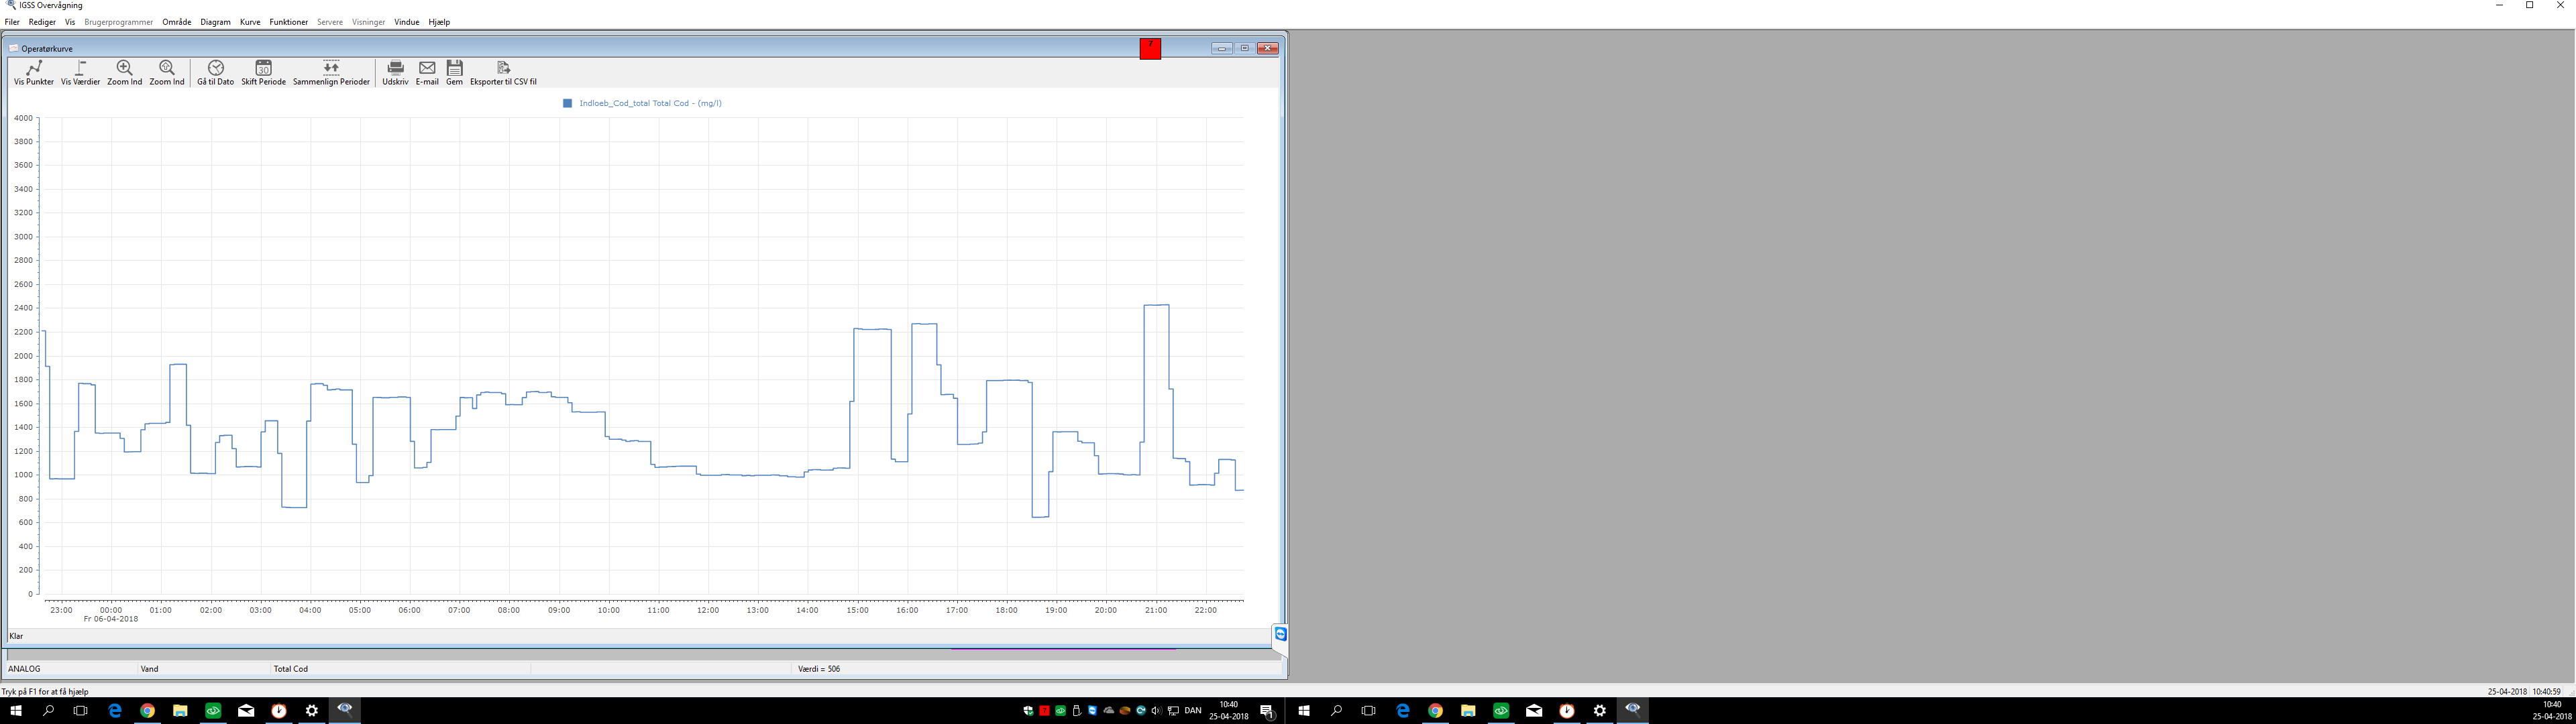 IGSS Overvågning
Filer Rediger Vis Brugerprogrammer Område Diagram Kurve Funktioner Servere Visninger Vindue Hjælp
Operatørkurve
7
Vis Punkter Vis Værdier Zoom Ind Zoom Ind Gå til Dato Skift Periode Sammenlign Perioder Udskriv E-mail Gem Eksporter til CSV fil
30
Indloeb_Cod_total Total Cod - (mg/l)
4000
3800
3600
3400
3200
3000
2800
2600
2400
2200
2000
1800
1600
1400
1200
1000
800
600
400
200
0
23:00 00:00 01:00 02:00 03:00 04:00 05:00 06:00 07:00 08:00 09:00 10:00 11:00 12:00 13:00 14:00 15:00 16:00 17:00 18:00 19:00 20:00 21:00 22:00
Fr 06-04-2018
Klar
ANALOG Vand Total Cod Værdi = 506
Tryk på F1 for at få hjælp 25-04-2018 10:40:59
DAN 10:40 10:40
25-04-2018 1 25-04-2018